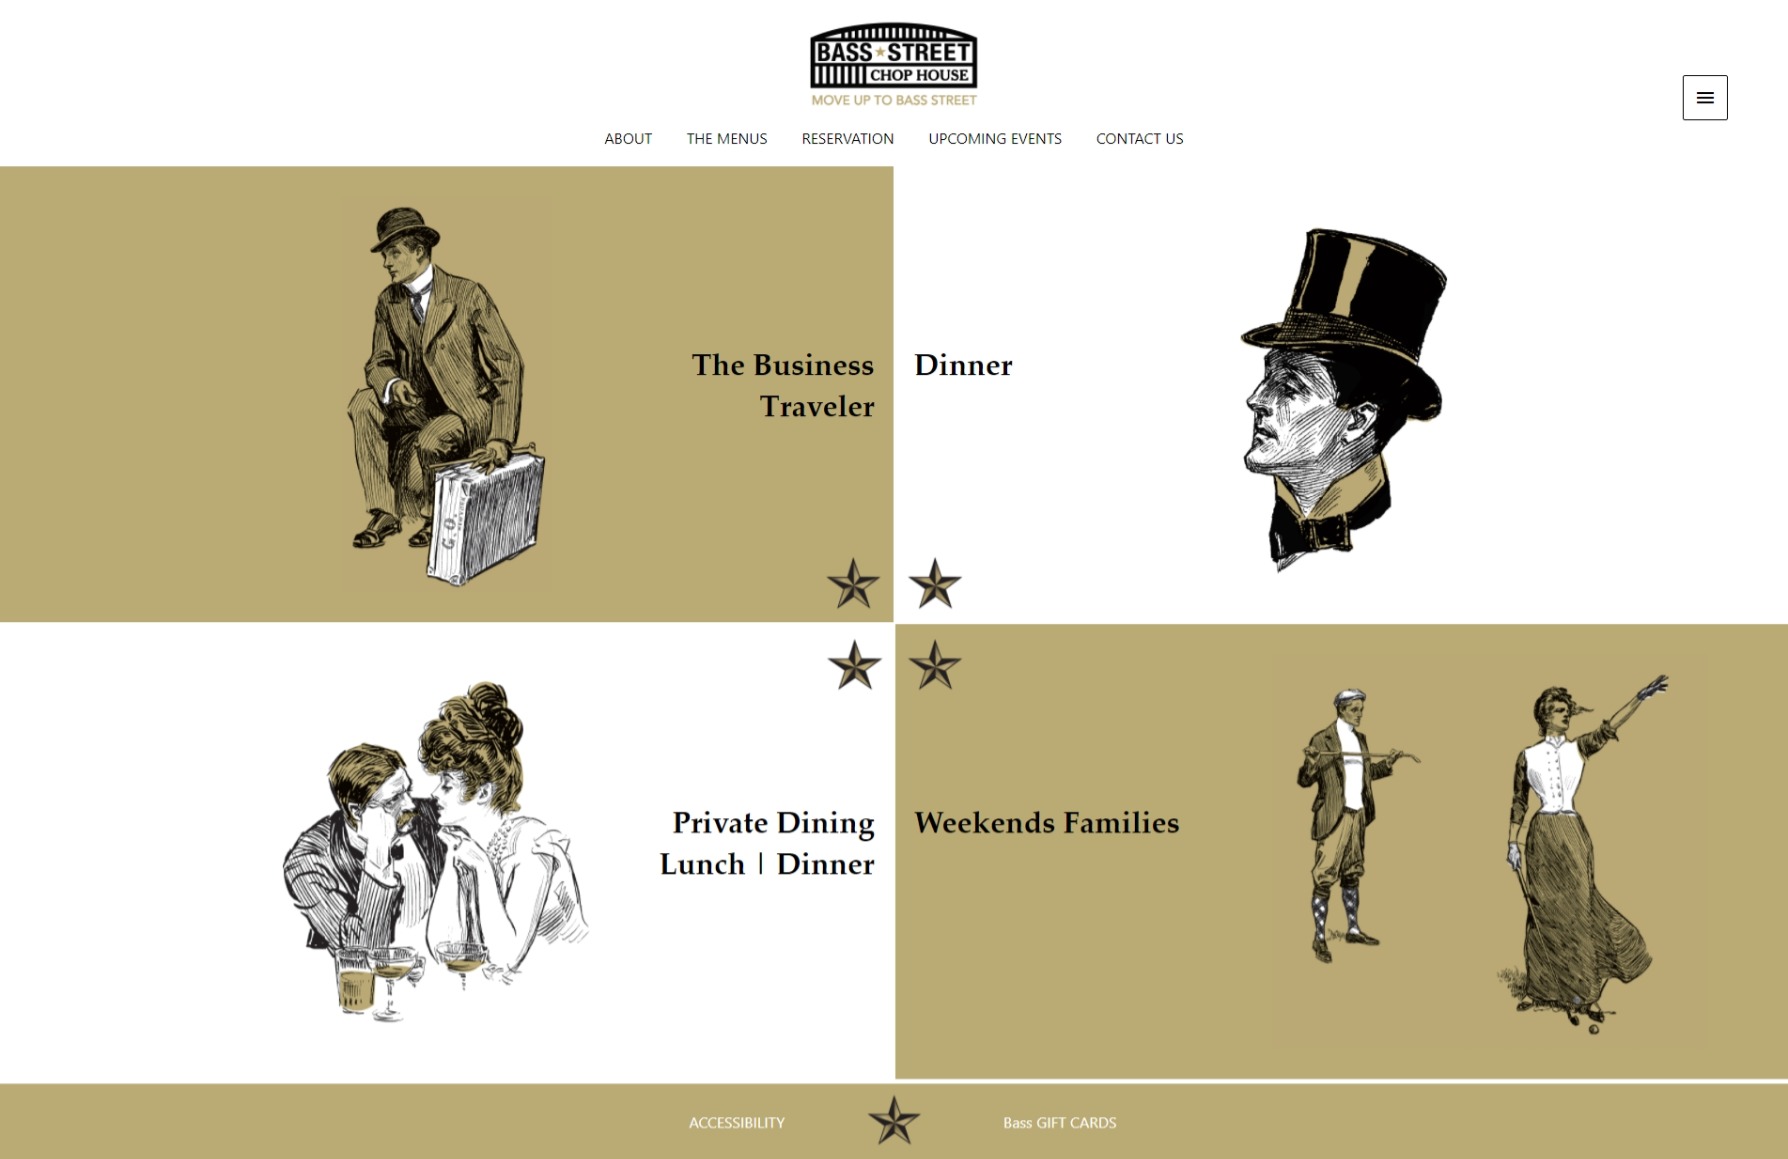 BASS STREET
CHOP HOUSE
MOVE UP TO BASS STREET
ABOUT THE MENUS RESERVATION UPCOMING EVENTS CONTACT US
The Business
Traveler
G.O.
Dinner
Private Dining
Lunch | Dinner
Weekends Families
ACCESSIBILITY
Bass GIFT CARDS